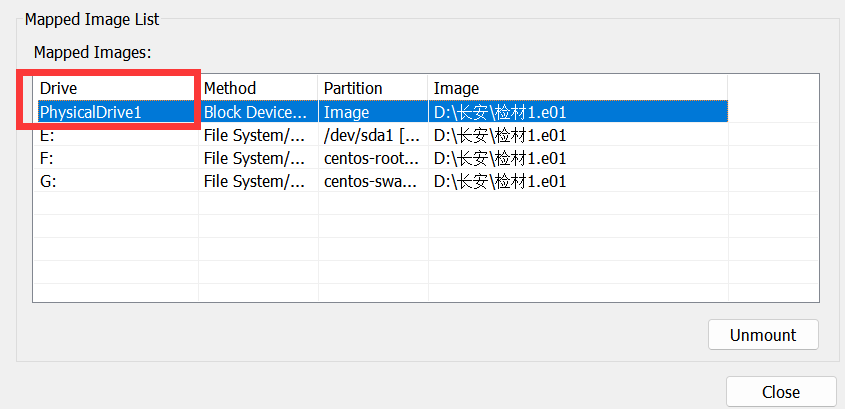 Mapped Image List
Mapped Images:
Drive Method Partition Image
PhysicalDrive1 Block Device... Image D:\长安\检材1.e01
E: File System/... /dev/sda1 [... D:\长安\检材1.e01
F: File System/... centos-root... D:\长安\检材1.e01
G: File System/... centos-swa... D:\长安\检材1.e01
Unmount
Close